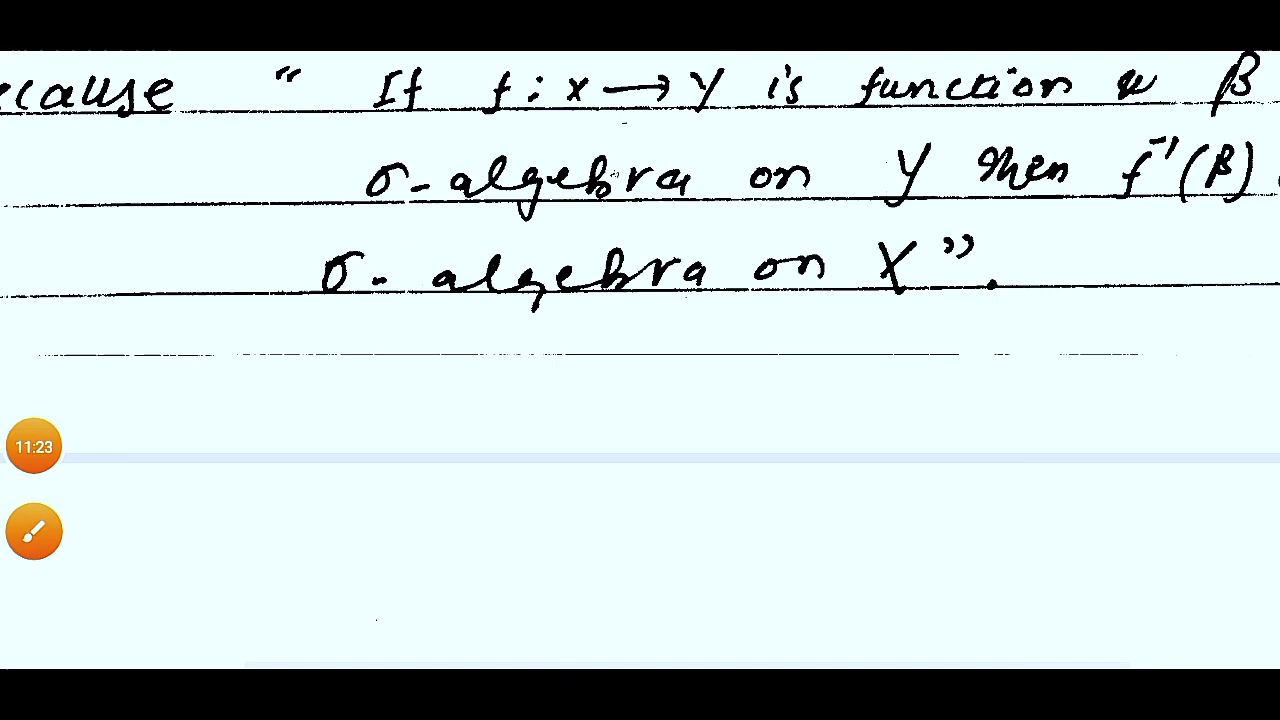 ecause " If f : x → y is function & β
σ-algebra on y then f⁻¹(β)
σ- algebra on X".
11:23